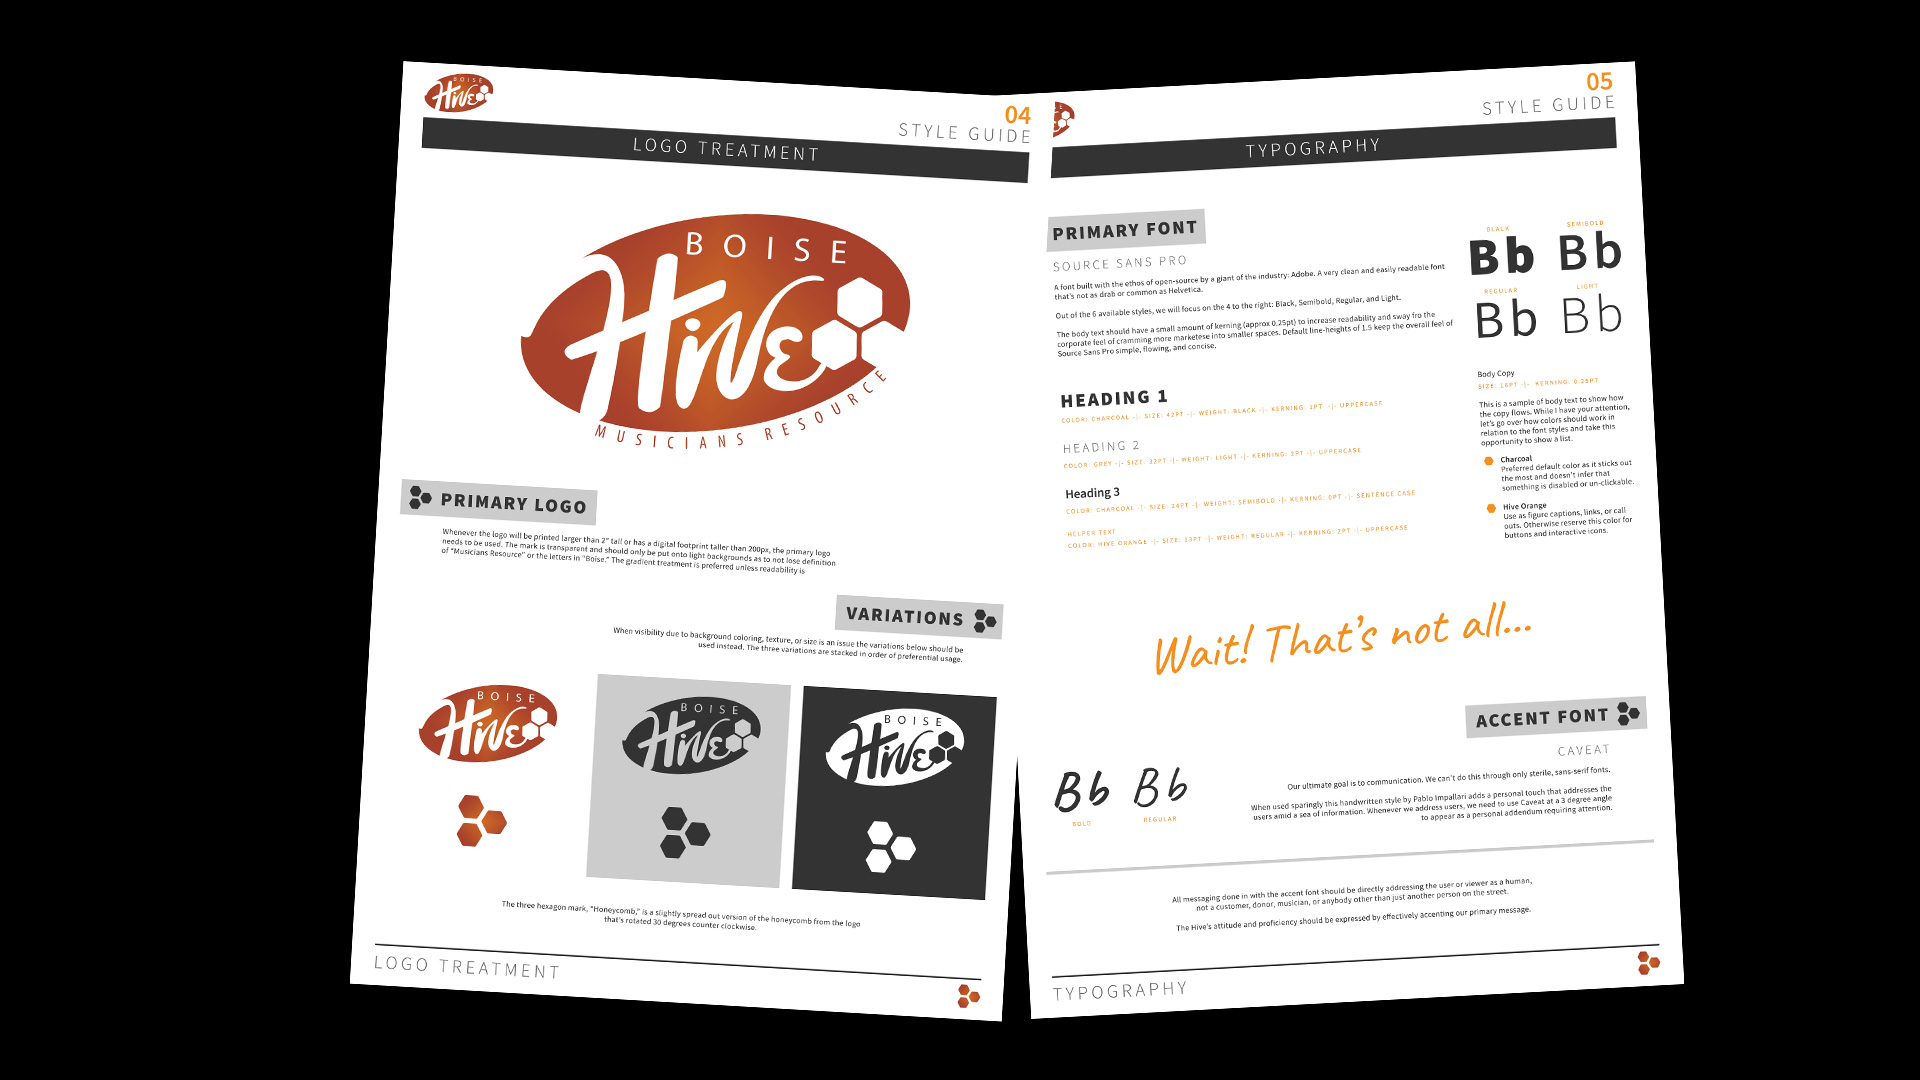 BOISE
Hive
04
STYLE GUIDE
LOGO TREATMENT
BOISE
Hive
MUSICIANS RESOURCE
PRIMARY LOGO
Whenever the logo will be printed larger than 2" tall or has a digital footprint taller than 200px, the primary logo
needs to be used. The mark is transparent and should only be put onto light backgrounds as to not lose definition
of "Musicians Resource" or the letters in "Boise." The gradient treatment is preferred unless readability is
VARIATIONS
When visibility due to background coloring, texture, or size is an issue the variations below should be
used instead. The three variations are stacked in order of preferential usage.
BOISE
Hive
BOISE
Hive
BOISE
Hive
The three hexagon mark, "Honeycomb," is a slightly spread out version of the honeycomb from the logo
that's rotated 30 degrees counter clockwise.
LOGO TREATMENT
05
STYLE GUIDE
TYPOGRAPHY
PRIMARY FONT
SOURCE SANS PRO
A font built with the ethos of open-source by a giant of the industry: Adobe. A very clean and easily readable font
that's not as drab or common as Helvetica.
Out of the 6 available styles, we will focus on the 4 to the right: Black, Semibold, Regular, and Light.
The body text should have a small amount of kerning (approx 0.25pt) to increase readability and sway fro the
corporate feel of cramming more marketese into smaller spaces. Default line-heights of 1.5 keep the overall feel of
Source Sans Pro simple, flowing, and concise.
BLACK
Bb
SEMIBOLD
Bb
REGULAR
Bb
LIGHT
Bb
HEADING 1
COLOR: CHARCOAL -|- SIZE: 42PT -|- WEIGHT: BLACK -|- KERNING: 1PT -|- UPPERCASE
HEADING 2
COLOR: GREY -|- SIZE: 32PT -|- WEIGHT: LIGHT -|- KERNING: 3PT -|- UPPERCASE
Heading 3
COLOR: CHARCOAL -|- SIZE: 24PT -|- WEIGHT: SEMIBOLD -|- KERNING: 0PT -|- SENTENCE CASE
HELPER TEXT
COLOR: HIVE ORANGE -|- SIZE: 13PT -|- WEIGHT: REGULAR -|- KERNING: 2PT -|- UPPERCASE
Body Copy
SIZE: 16PT -|- KERNING: 0.25PT
This is a sample of body text to show how
the copy flows. While I have your attention,
let's go over how colors should work in
relation to the font styles and take this
opportunity to show a list.
Charcoal
Preferred default color as it sticks out
the most and doesn't infer that
something is disabled or un-clickable.
Hive Orange
Use as figure captions, links, or call
outs. Otherwise reserve this color for
buttons and interactive icons.
Wait! That's not all...
ACCENT FONT
CAVEAT
Bb
BOLD
Bb
REGULAR
Our ultimate goal is to communication. We can't do this through only sterile, sans-serif fonts.
When used sparingly this handwritten style by Pablo Impallari adds a personal touch that addresses the
users amid a sea of information. Whenever we address users, we need to use Caveat at a 3 degree angle
to appear as a personal addendum requiring attention.
All messaging done in with the accent font should be directly addressing the user or viewer as a human,
not a customer, donor, musician, or anybody other than just another person on the street.
The Hive's attitude and proficiency should be expressed by effectively accenting our primary message.
TYPOGRAPHY